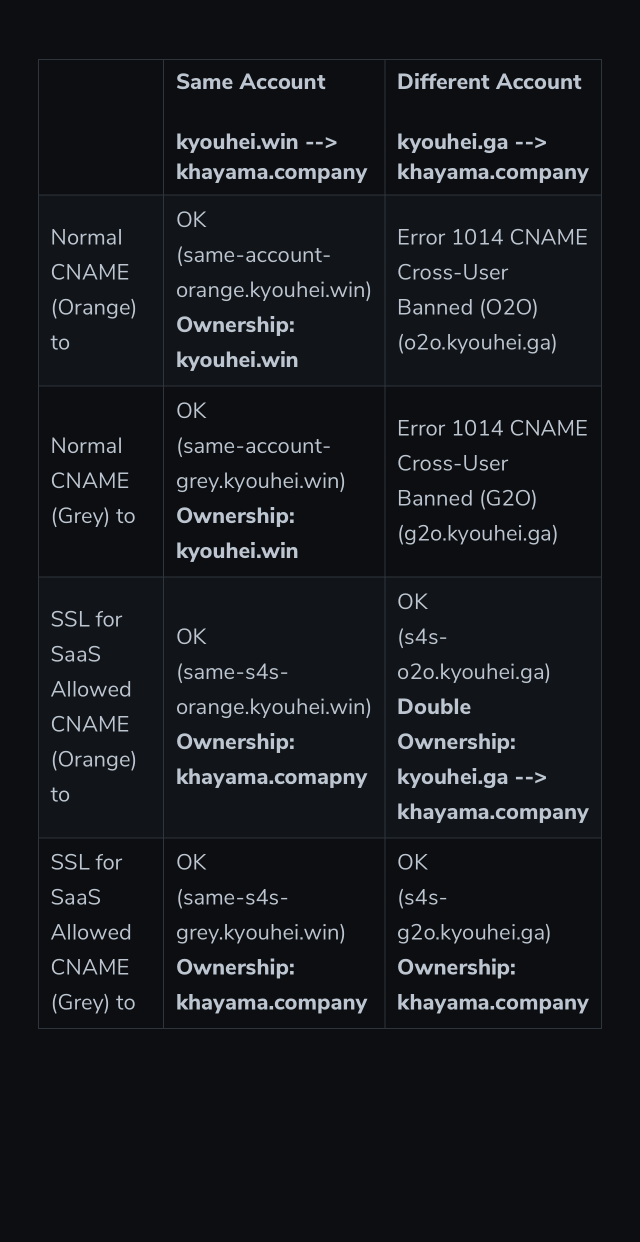 Same Account
kyouhei.win -->
khayama.company
Different Account
kyouhei.ga -->
khayama.company
Normal
CNAME
(Orange)
to
OK
(same-account-
orange.kyouhei.win)
Ownership:
kyouhei.win
Error 1014 CNAME
Cross-User
Banned (O2O)
(o2o.kyouhei.ga)
Normal
CNAME
(Grey) to
OK
(same-account-
grey.kyouhei.win)
Ownership:
kyouhei.win
Error 1014 CNAME
Cross-User
Banned (G2O)
(g2o.kyouhei.ga)
SSL for
SaaS
Allowed
CNAME
(Orange)
to
OK
(same-s4s-
orange.kyouhei.win)
Ownership:
khayama.comapny
OK
(s4s-
o2o.kyouhei.ga)
Double
Ownership:
kyouhei.ga -->
khayama.company
SSL for
SaaS
Allowed
CNAME
(Grey) to
OK
(same-s4s-
grey.kyouhei.win)
Ownership:
khayama.company
OK
(s4s-
g2o.kyouhei.ga)
Ownership:
khayama.company